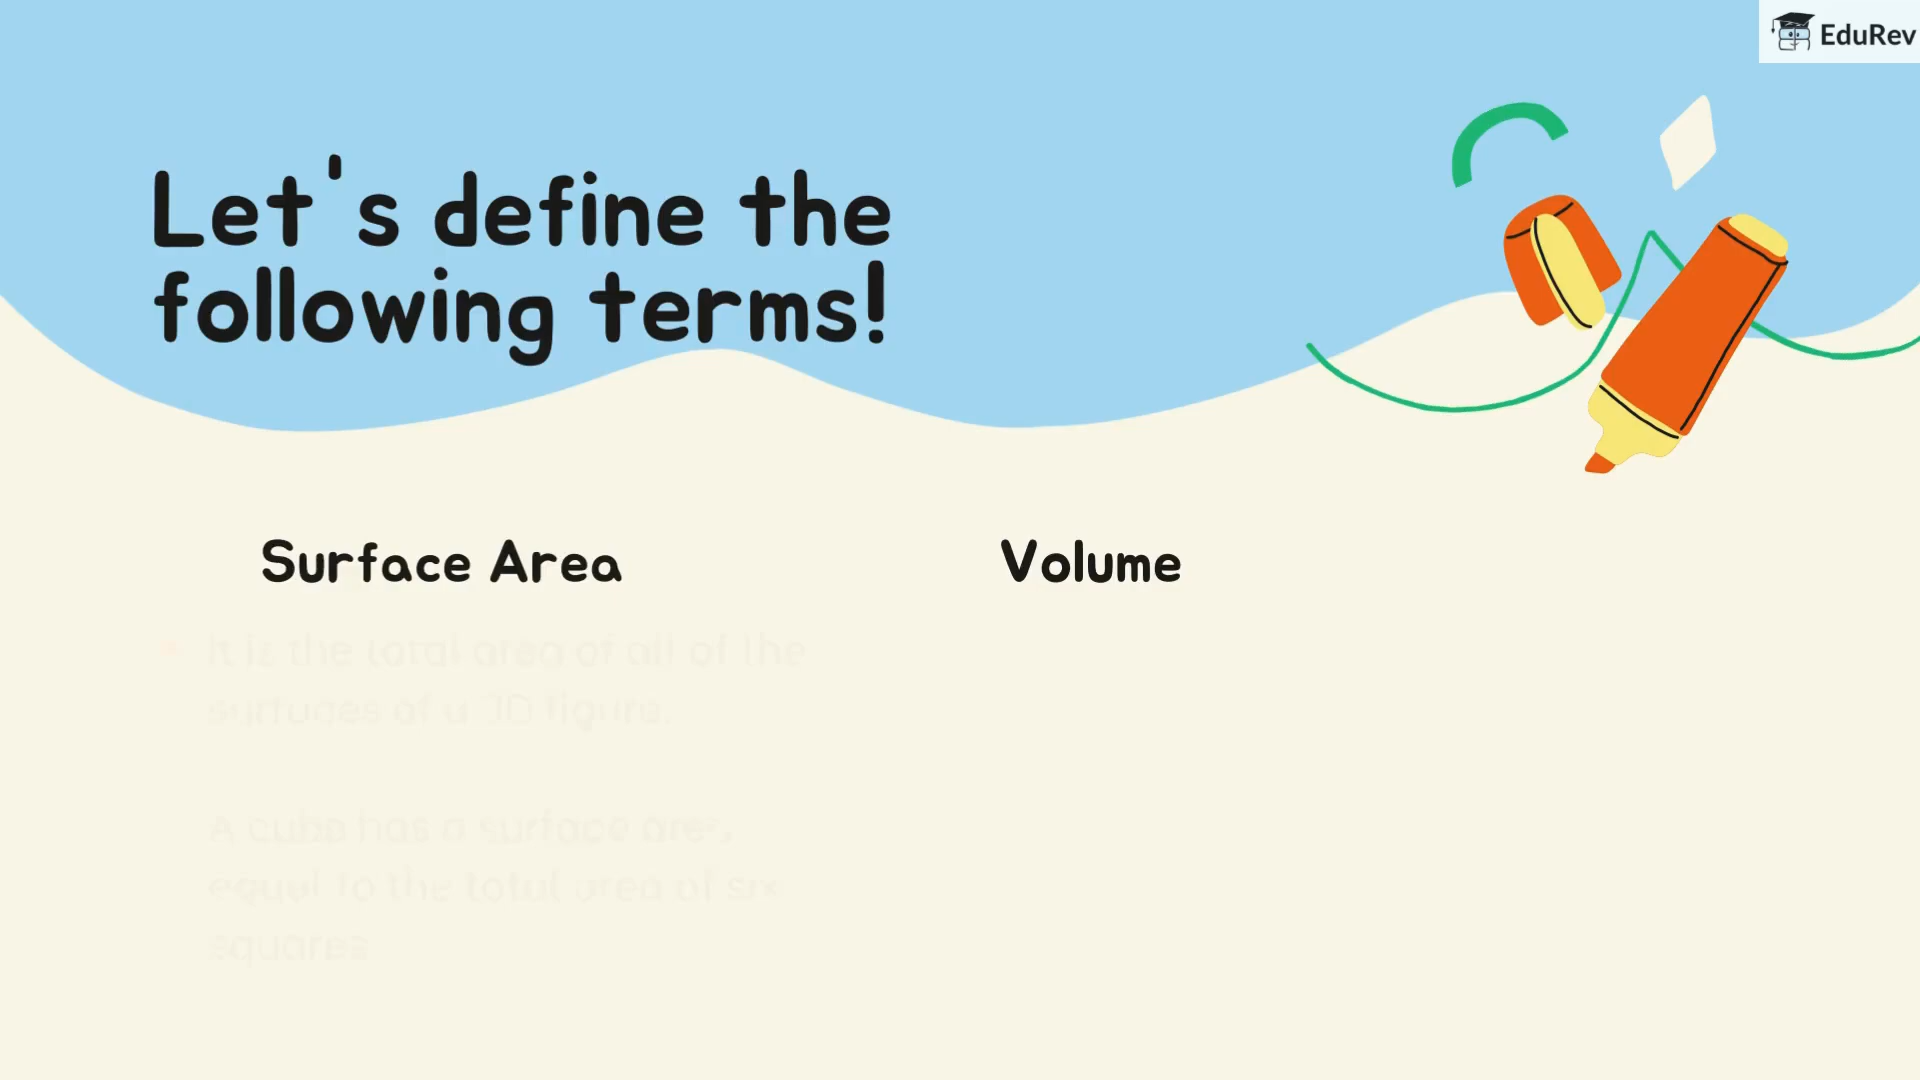 EduRev
Let's define the
following terms!
Surface Area
Volume
It is the total area of all of the
surfaces of a 3D figure.
A cube has a surface area
equal to the total area of six
squares